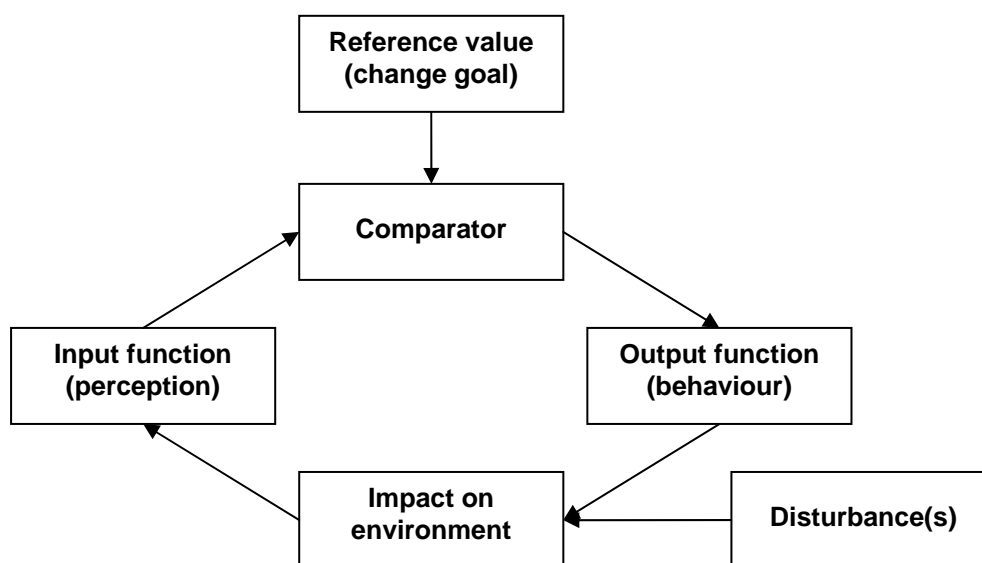 Reference value
(change goal)
Comparator
Input function
(perception)
Output function
(behaviour)
Impact on
environment
Disturbance(s)